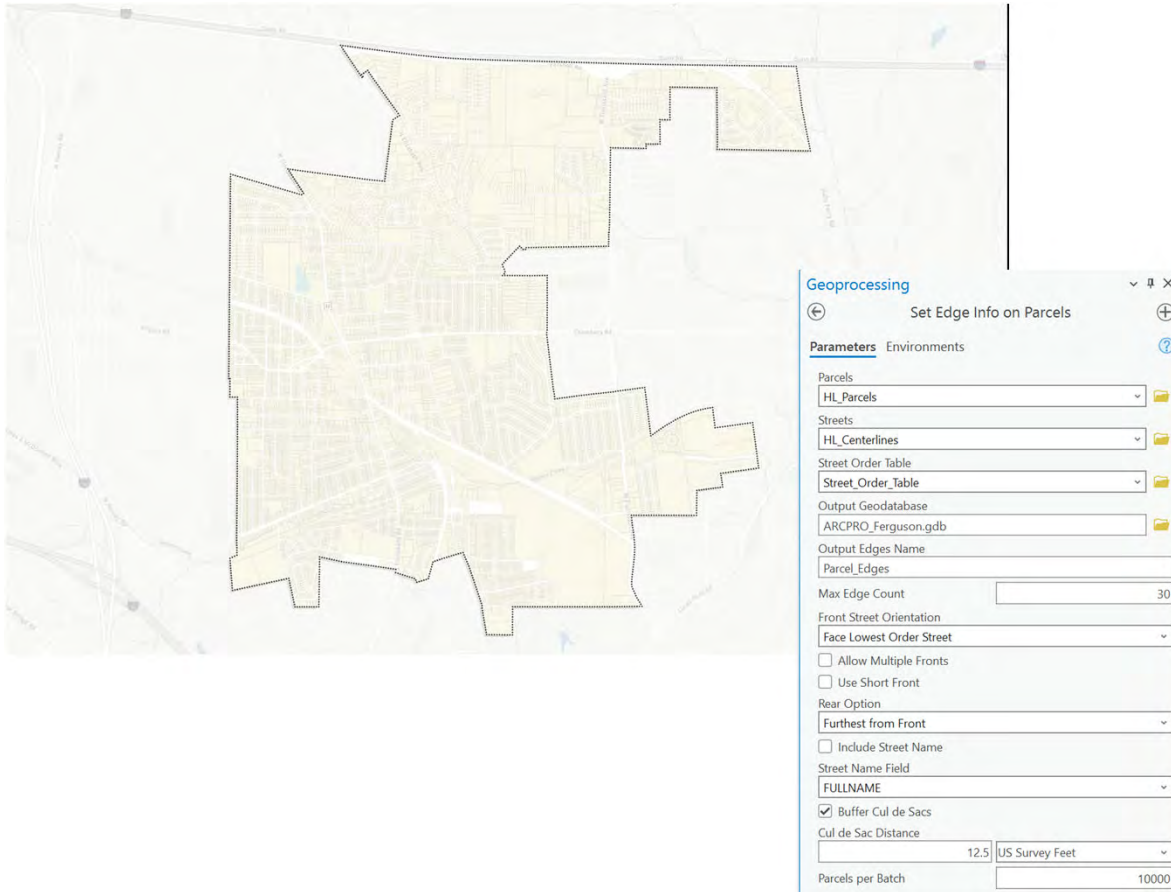 Chambers Rd
Geoprocessing
Set Edge Info on Parcels
Parameters Environments
Parcels
HL_Parcels
Streets
HL_Centerlines
Street Order Table
Street_Order_Table
Output Geodatabase
ARCPRO_Ferguson.gdb
Output Edges Name
Parcel_Edges
Max Edge Count 30
Front Street Orientation
Face Lowest Order Street
Allow Multiple Fronts
Use Short Front
Rear Option
Furthest from Front
Include Street Name
Street Name Field
FULLNAME
Buffer Cul de Sacs
Cul de Sac Distance
12.5 US Survey Feet
Parcels per Batch 10000